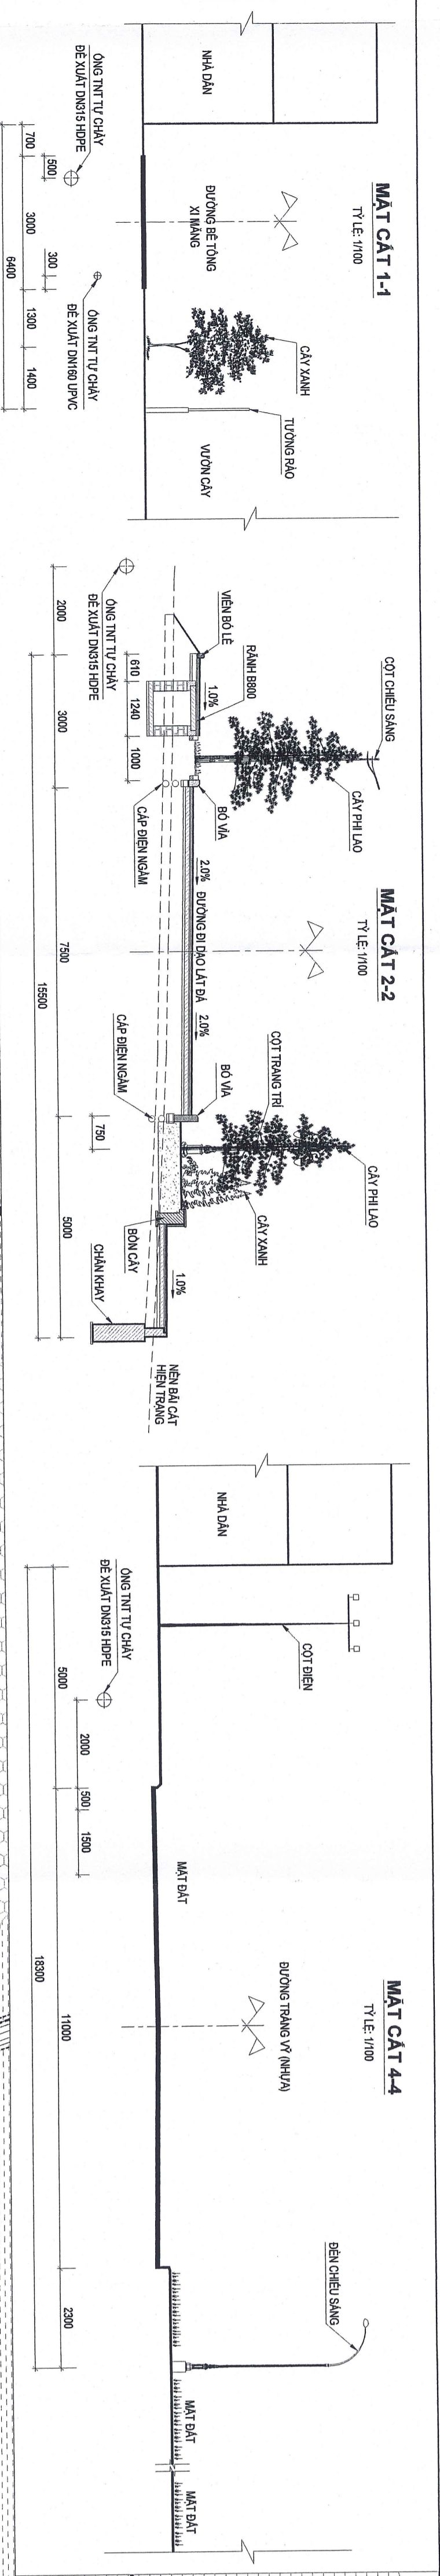 MẶT CẮT 1-1
TỶ LỆ: 1/100
NHÀ DÂN
ĐƯỜNG BÊ TÔNG
XI MĂNG
CÂY XANH
TƯỜNG RÀO
VƯỜN CÂY
ỐNG TNT TỰ CHẢY
ĐỀ XUẤT DN315 HDPE
ỐNG TNT TỰ CHẢY
ĐỀ XUẤT DN160 UPVC
500
300
700
3000
1300
1400
6400
MẶT CẮT 2-2
TỶ LỆ: 1/100
CỘT CHIẾU SÁNG
CÂY PHI LAO
VIÊN BÓ LỀ
RÃNH B800
1.0%
BÓ VỈA
2.0%
ĐƯỜNG ĐI DẠO LÁT ĐÁ
2.0%
BÓ VỈA
CỘT TRANG TRÍ
CÂY PHI LAO
CÂY XANH
1.0%
NỀN BÃI CÁT
HIỆN TRẠNG
610
1240
1000
CÁP ĐIỆN NGẦM
CÁP ĐIỆN NGẦM
BỒN CÂY
CHÂN KHAY
ỐNG TNT TỰ CHẢY
ĐỀ XUẤT DN315 HDPE
750
2000
3000
7500
5000
15500
MẶT CẮT 4-4
TỶ LỆ: 1/100
NHÀ DÂN
CỘT ĐIỆN
ĐƯỜNG TRÀNG VỸ (NHỰA)
ĐÈN CHIẾU SÁNG
MẶT ĐẤT
MẶT ĐẤT
MẶT ĐẤT
ỐNG TNT TỰ CHẢY
ĐỀ XUẤT DN315 HDPE
2000
500
1500
5000
11000
2300
18300